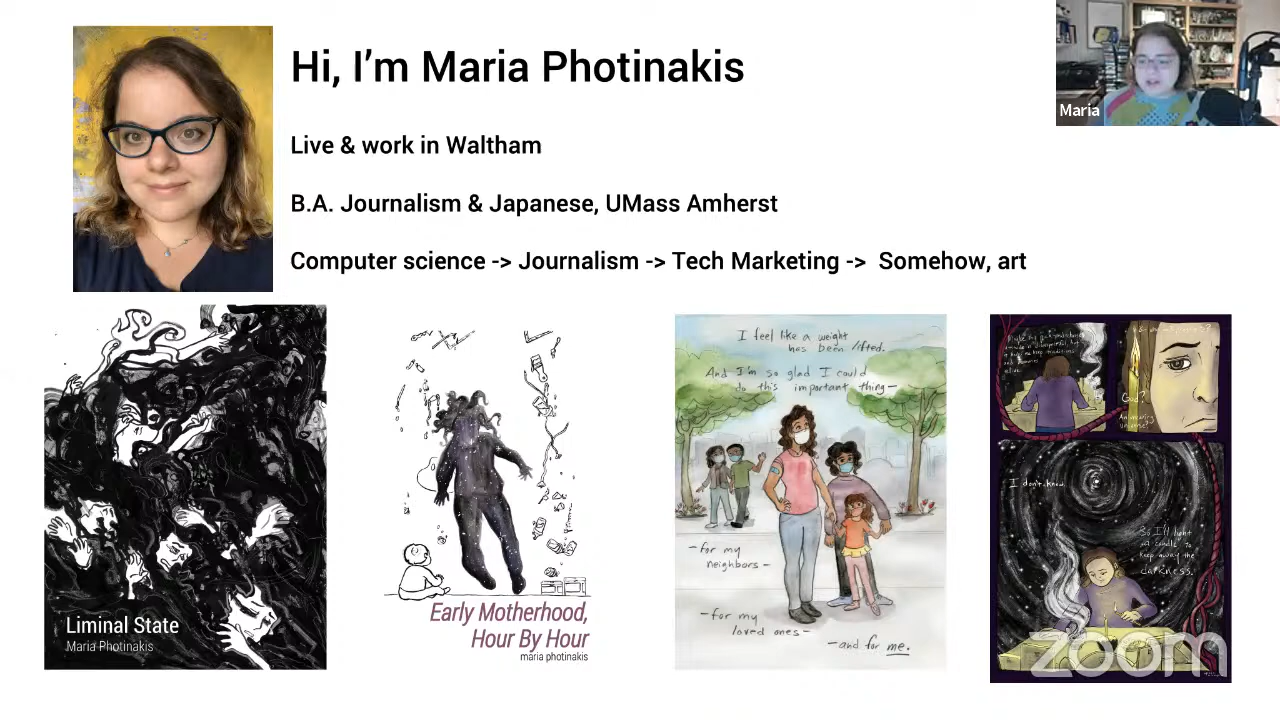 Hi, I'm Maria Photinakis
Maria
Live & work in Waltham
B.A. Journalism & Japanese, UMass Amherst
Computer science -> Journalism -> Tech Marketing -> Somehow, art
Liminal State
Maria Photinakis
Early Motherhood,
Hour By Hour
maria photinakis
I feel like a weight
has been lifted.
And I'm so glad I could
do this important thing—
—for my
neighbors—
—for my
loved ones—
—and for me.
God?
I don't know.
So I'll light
a candle to
keep away the
darkness.
zoom